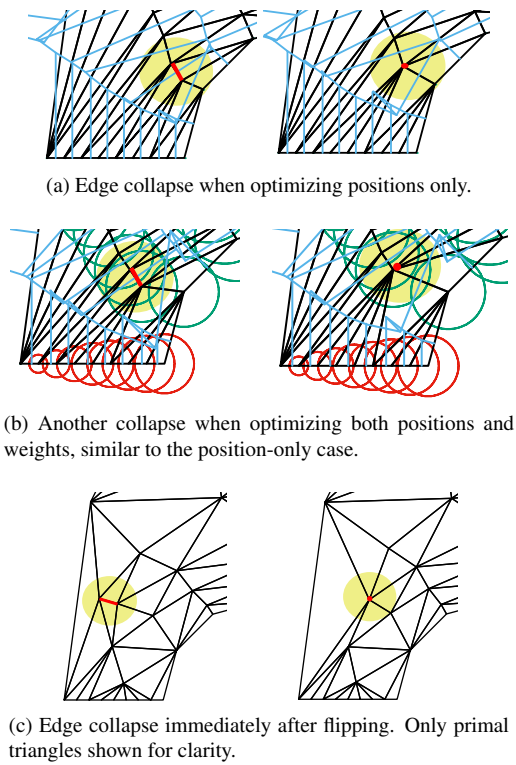 (a) Edge collapse when optimizing positions only.
(b) Another collapse when optimizing both positions and
weights, similar to the position-only case.
(c) Edge collapse immediately after flipping. Only primal
triangles shown for clarity.